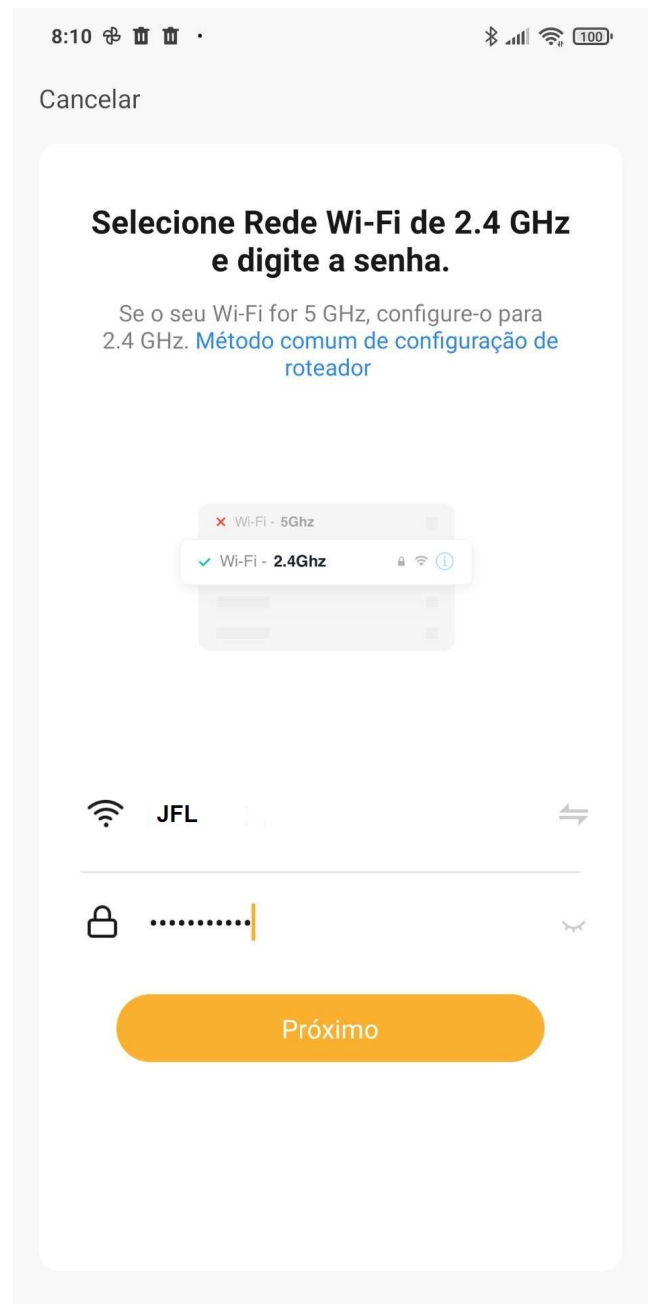 8:10
100
Cancelar
Selecione Rede Wi-Fi de 2.4 GHz
e digite a senha.
Se o seu Wi-Fi for 5 GHz, configure-o para
2.4 GHz. Método comum de configuração de
roteador
Wi-Fi - 5Ghz
Wi-Fi - 2.4Ghz
JFL
•••••••••••
Próximo